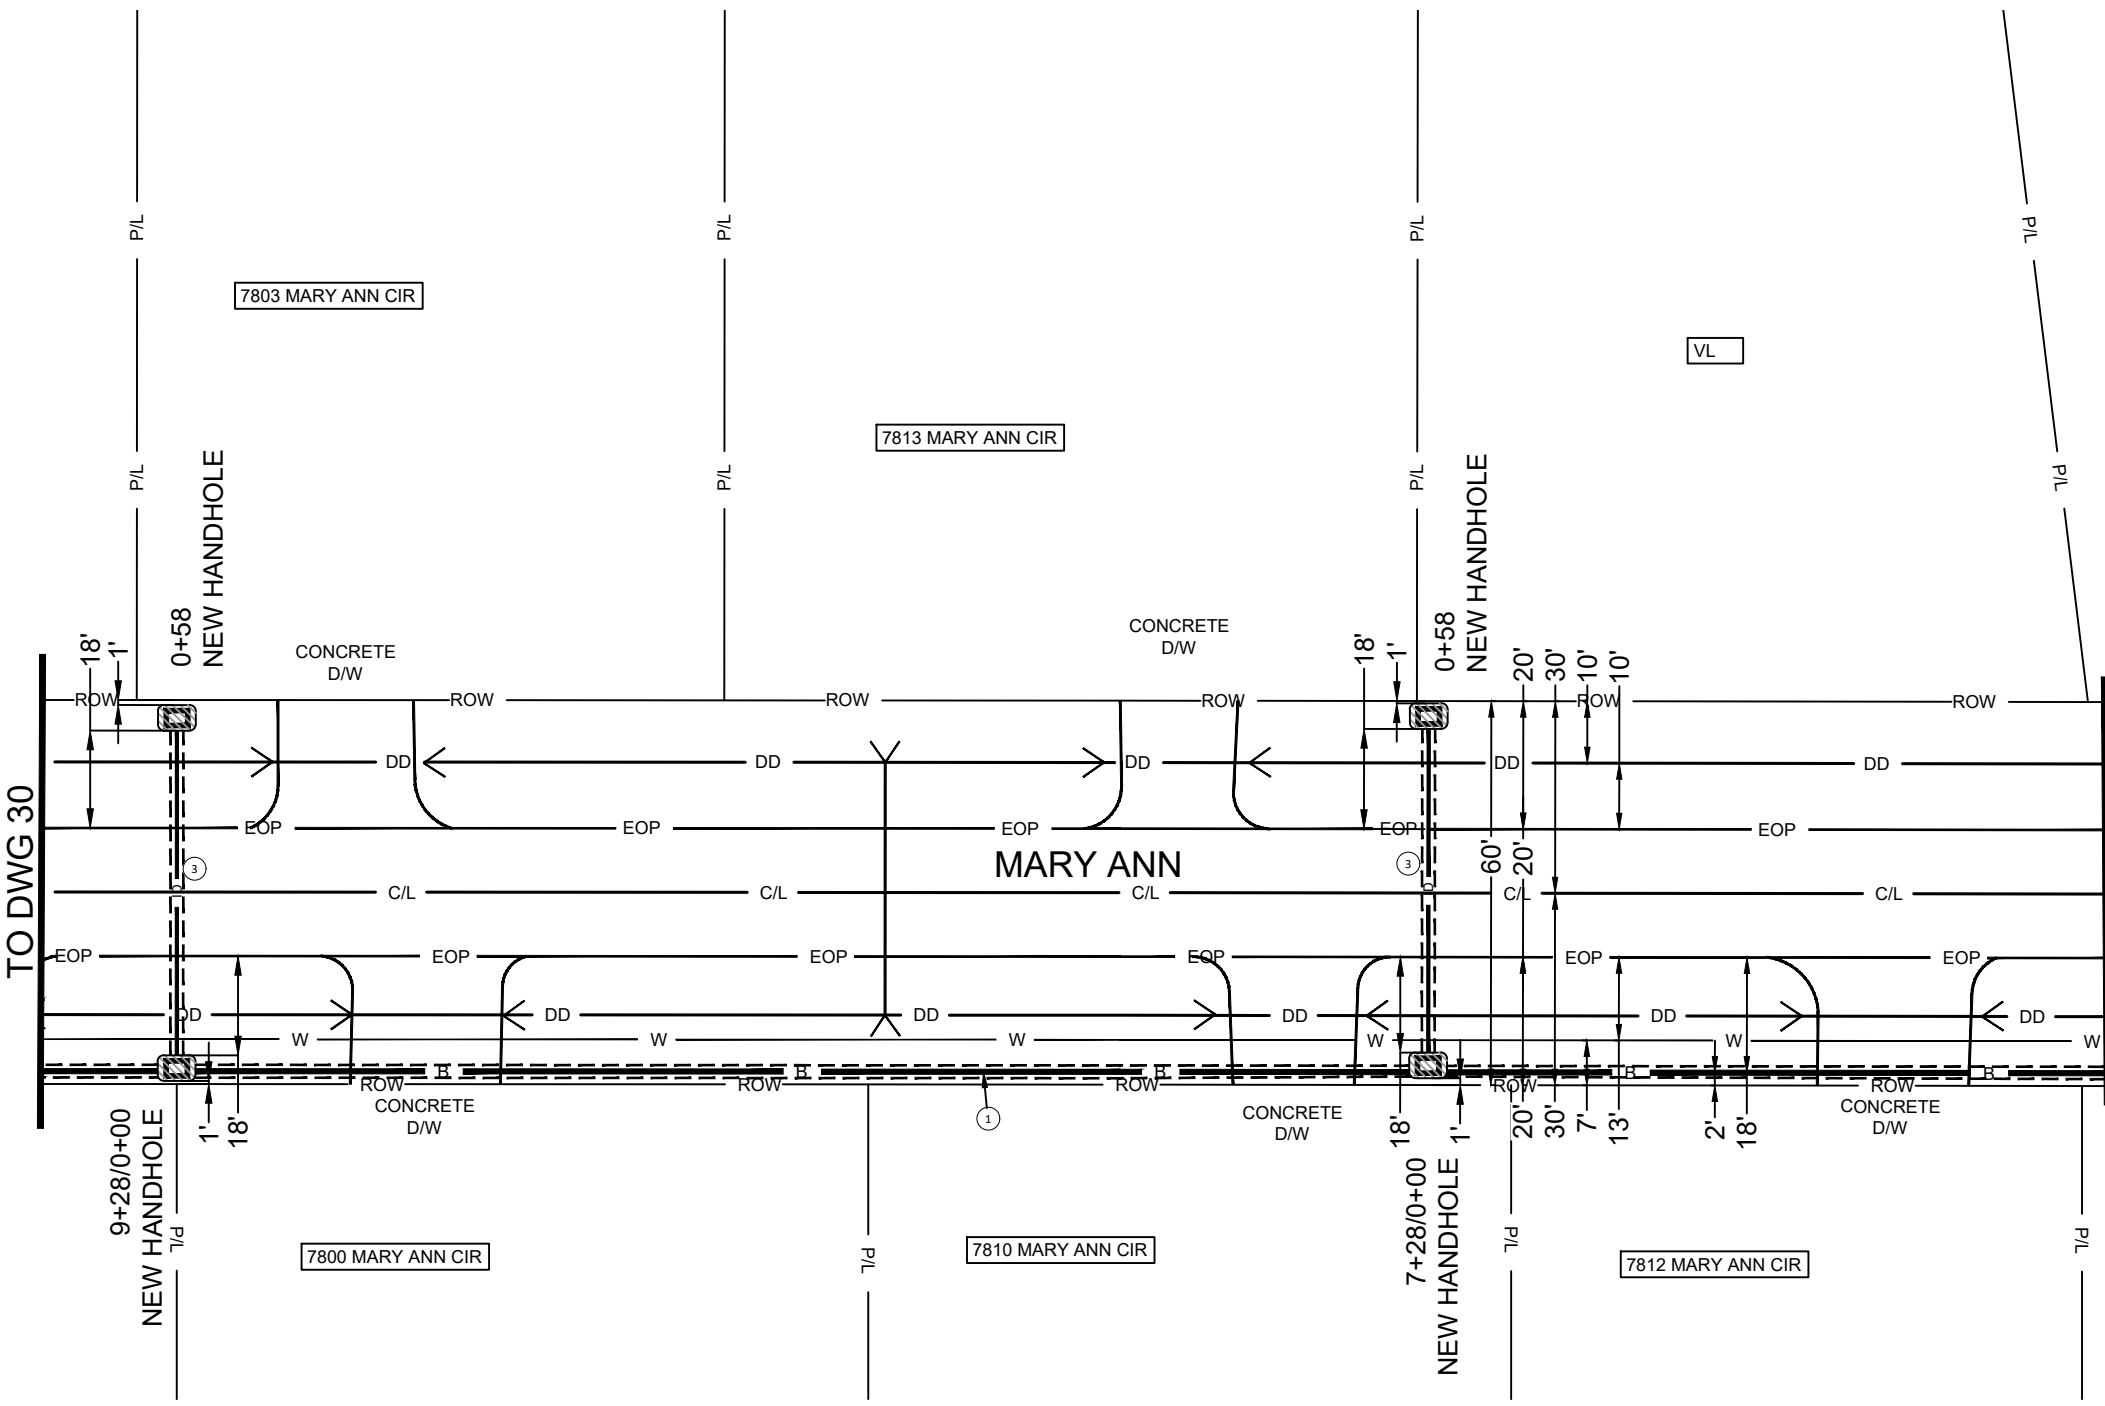 P/L
P/L
P/L
P/L
7803 MARY ANN CIR
VL
7813 MARY ANN CIR
P/L
P/L
P/L
P/L
0+58
NEW HANDHOLE
0+58
NEW HANDHOLE
18'
1'
CONCRETE
D/W
CONCRETE
D/W
18'
1'
20'
30'
10'
10'
ROW
ROW
ROW
ROW
ROW
ROW
DD
DD
DD
DD
DD
EOP
EOP
EOP
EOP
EOP
TO DWG 30
3
MARY ANN
3
60'
20'
D
C/L
C/L
C/L
D
C/L
C/L
EOP
EOP
EOP
EOP
EOP
EOP
DD
DD
DD
DD
DD
DD
W
W
W
W
W
W
B
B
B
B
B
ROW
ROW
ROW
ROW
ROW
CONCRETE
D/W
1
CONCRETE
D/W
CONCRETE
D/W
1'
18'
18'
1'
20'
30'
7'
13'
2'
18'
9+28/0+00
NEW HANDHOLE
7+28/0+00
NEW HANDHOLE
P/L
P/L
P/L
P/L
7800 MARY ANN CIR
7810 MARY ANN CIR
7812 MARY ANN CIR